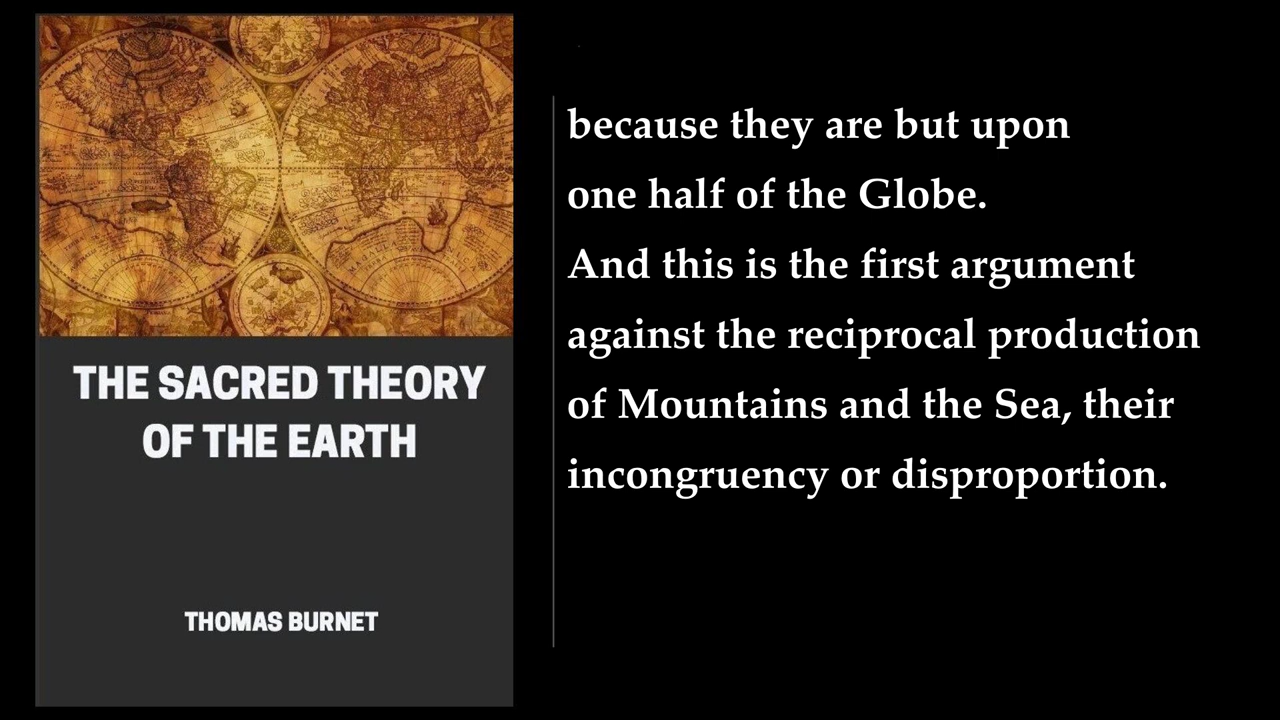 THE SACRED THEORY
OF THE EARTH
THOMAS BURNET
because they are but upon
one half of the Globe.
And this is the first argument
against the reciprocal production
of Mountains and the Sea, their
incongruency or disproportion.